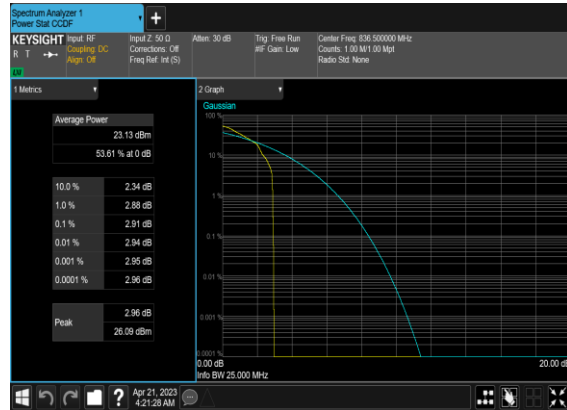 Spectrum Analyzer 1
Power Stat CCDF
+
KEYSIGHT
R T
Input: RF
Coupling: DC
Align: Off
Input Z: 50 Ω
Corrections: Off
Freq Ref: Int (S)
Atten: 30 dB
Trig: Free Run
#IF Gain: Low
Center Freq: 836.500000 MHz
Counts: 1.00 M/1.00 Mpt
Radio Std: None
1 Metrics
Average Power
23.13 dBm
53.61 % at 0 dB
10.0 % 2.34 dB
1.0 % 2.88 dB
0.1 % 2.91 dB
0.01 % 2.94 dB
0.001 % 2.95 dB
0.0001 % 2.96 dB
Peak
2.96 dB
26.09 dBm
2 Graph
Gaussian
100 %
10 %
1 %
0.1 %
0.01 %
0.001 %
0.0001 %
0.00 dB
20.00 dB
Info BW 25.000 MHz
?
Apr 21, 2023
4:21:28 AM